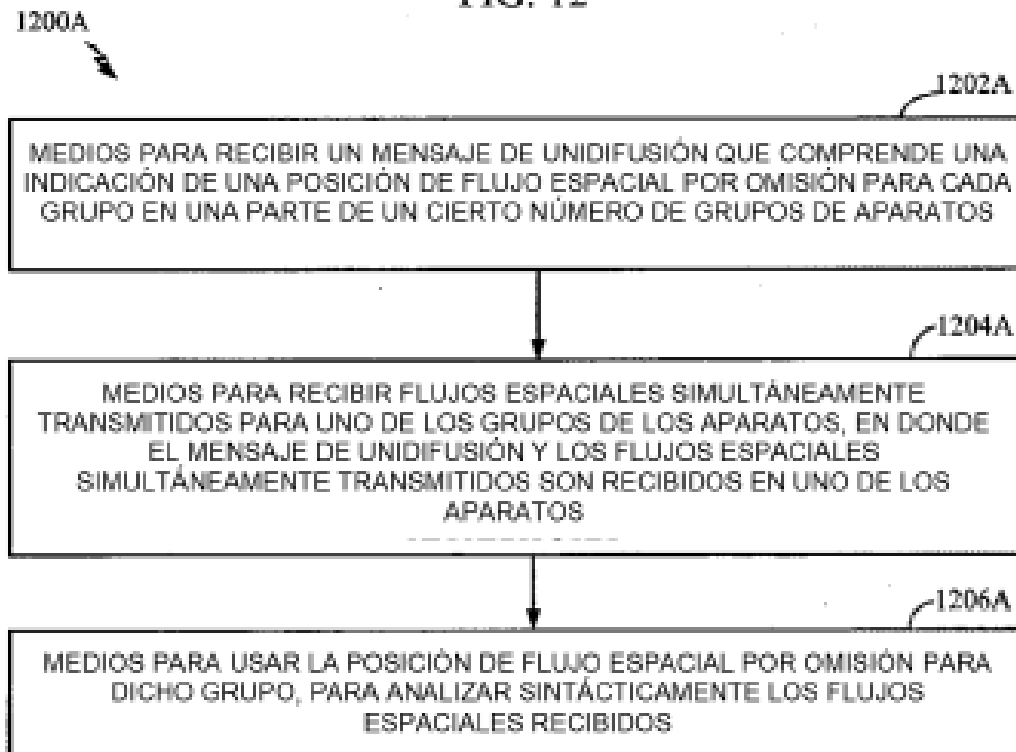 FIG. 12
1200A
1202A
MEDIOS PARA RECIBIR UN MENSAJE DE UNIDIFUSIÓN QUE COMPRENDE UNA
INDICACIÓN DE UNA POSICIÓN DE FLUJO ESPACIAL POR OMISIÓN PARA CADA
GRUPO EN UNA PARTE DE UN CIERTO NÚMERO DE GRUPOS DE APARATOS
1204A
MEDIOS PARA RECIBIR FLUJOS ESPACIALES SIMULTÁNEAMENTE
TRANSMITIDOS PARA UNO DE LOS GRUPOS DE LOS APARATOS, EN DONDE
EL MENSAJE DE UNIDIFUSIÓN Y LOS FLUJOS ESPACIALES
SIMULTÁNEAMENTE TRANSMITIDOS SON RECIBIDOS EN UNO DE LOS
APARATOS
1206A
MEDIOS PARA USAR LA POSICIÓN DE FLUJO ESPACIAL POR OMISIÓN PARA
DICHO GRUPO, PARA ANALIZAR SINTÁCTICAMENTE LOS FLUJOS
ESPACIALES RECIBIDOS